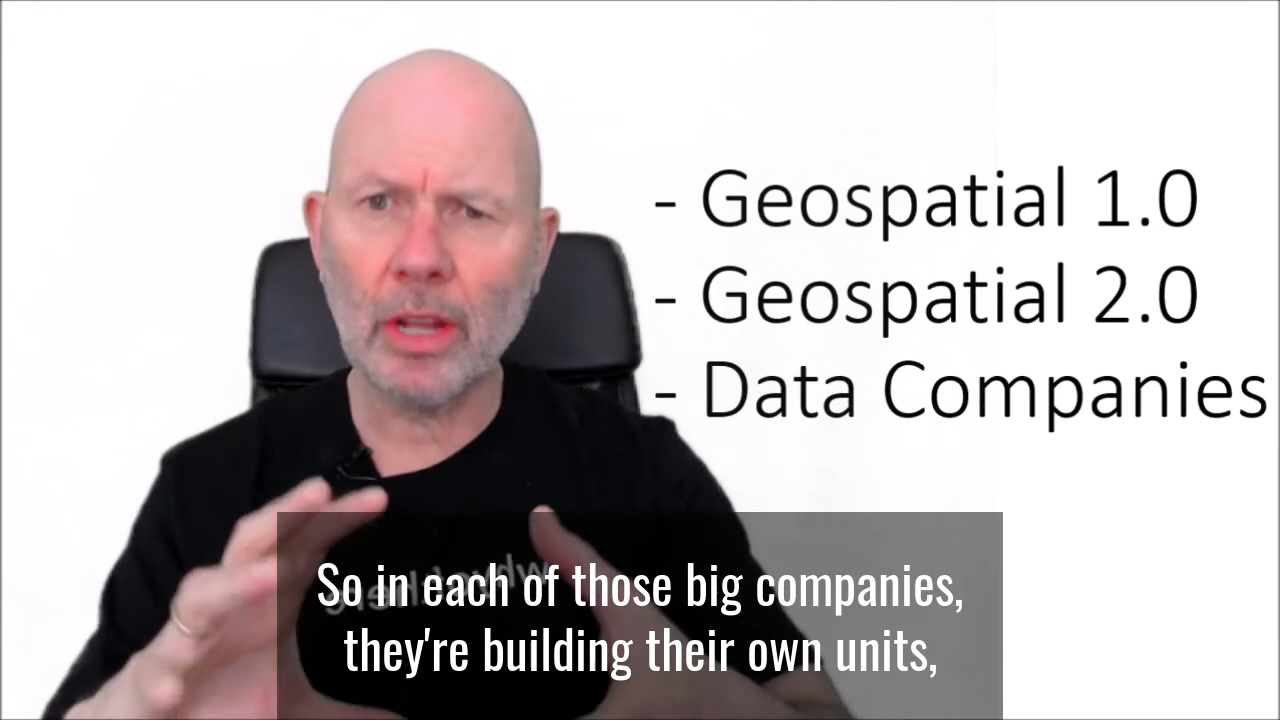 - Geospatial 1.0
- Geospatial 2.0
- Data Companies
So in each of those big companies,
they're building their own units,